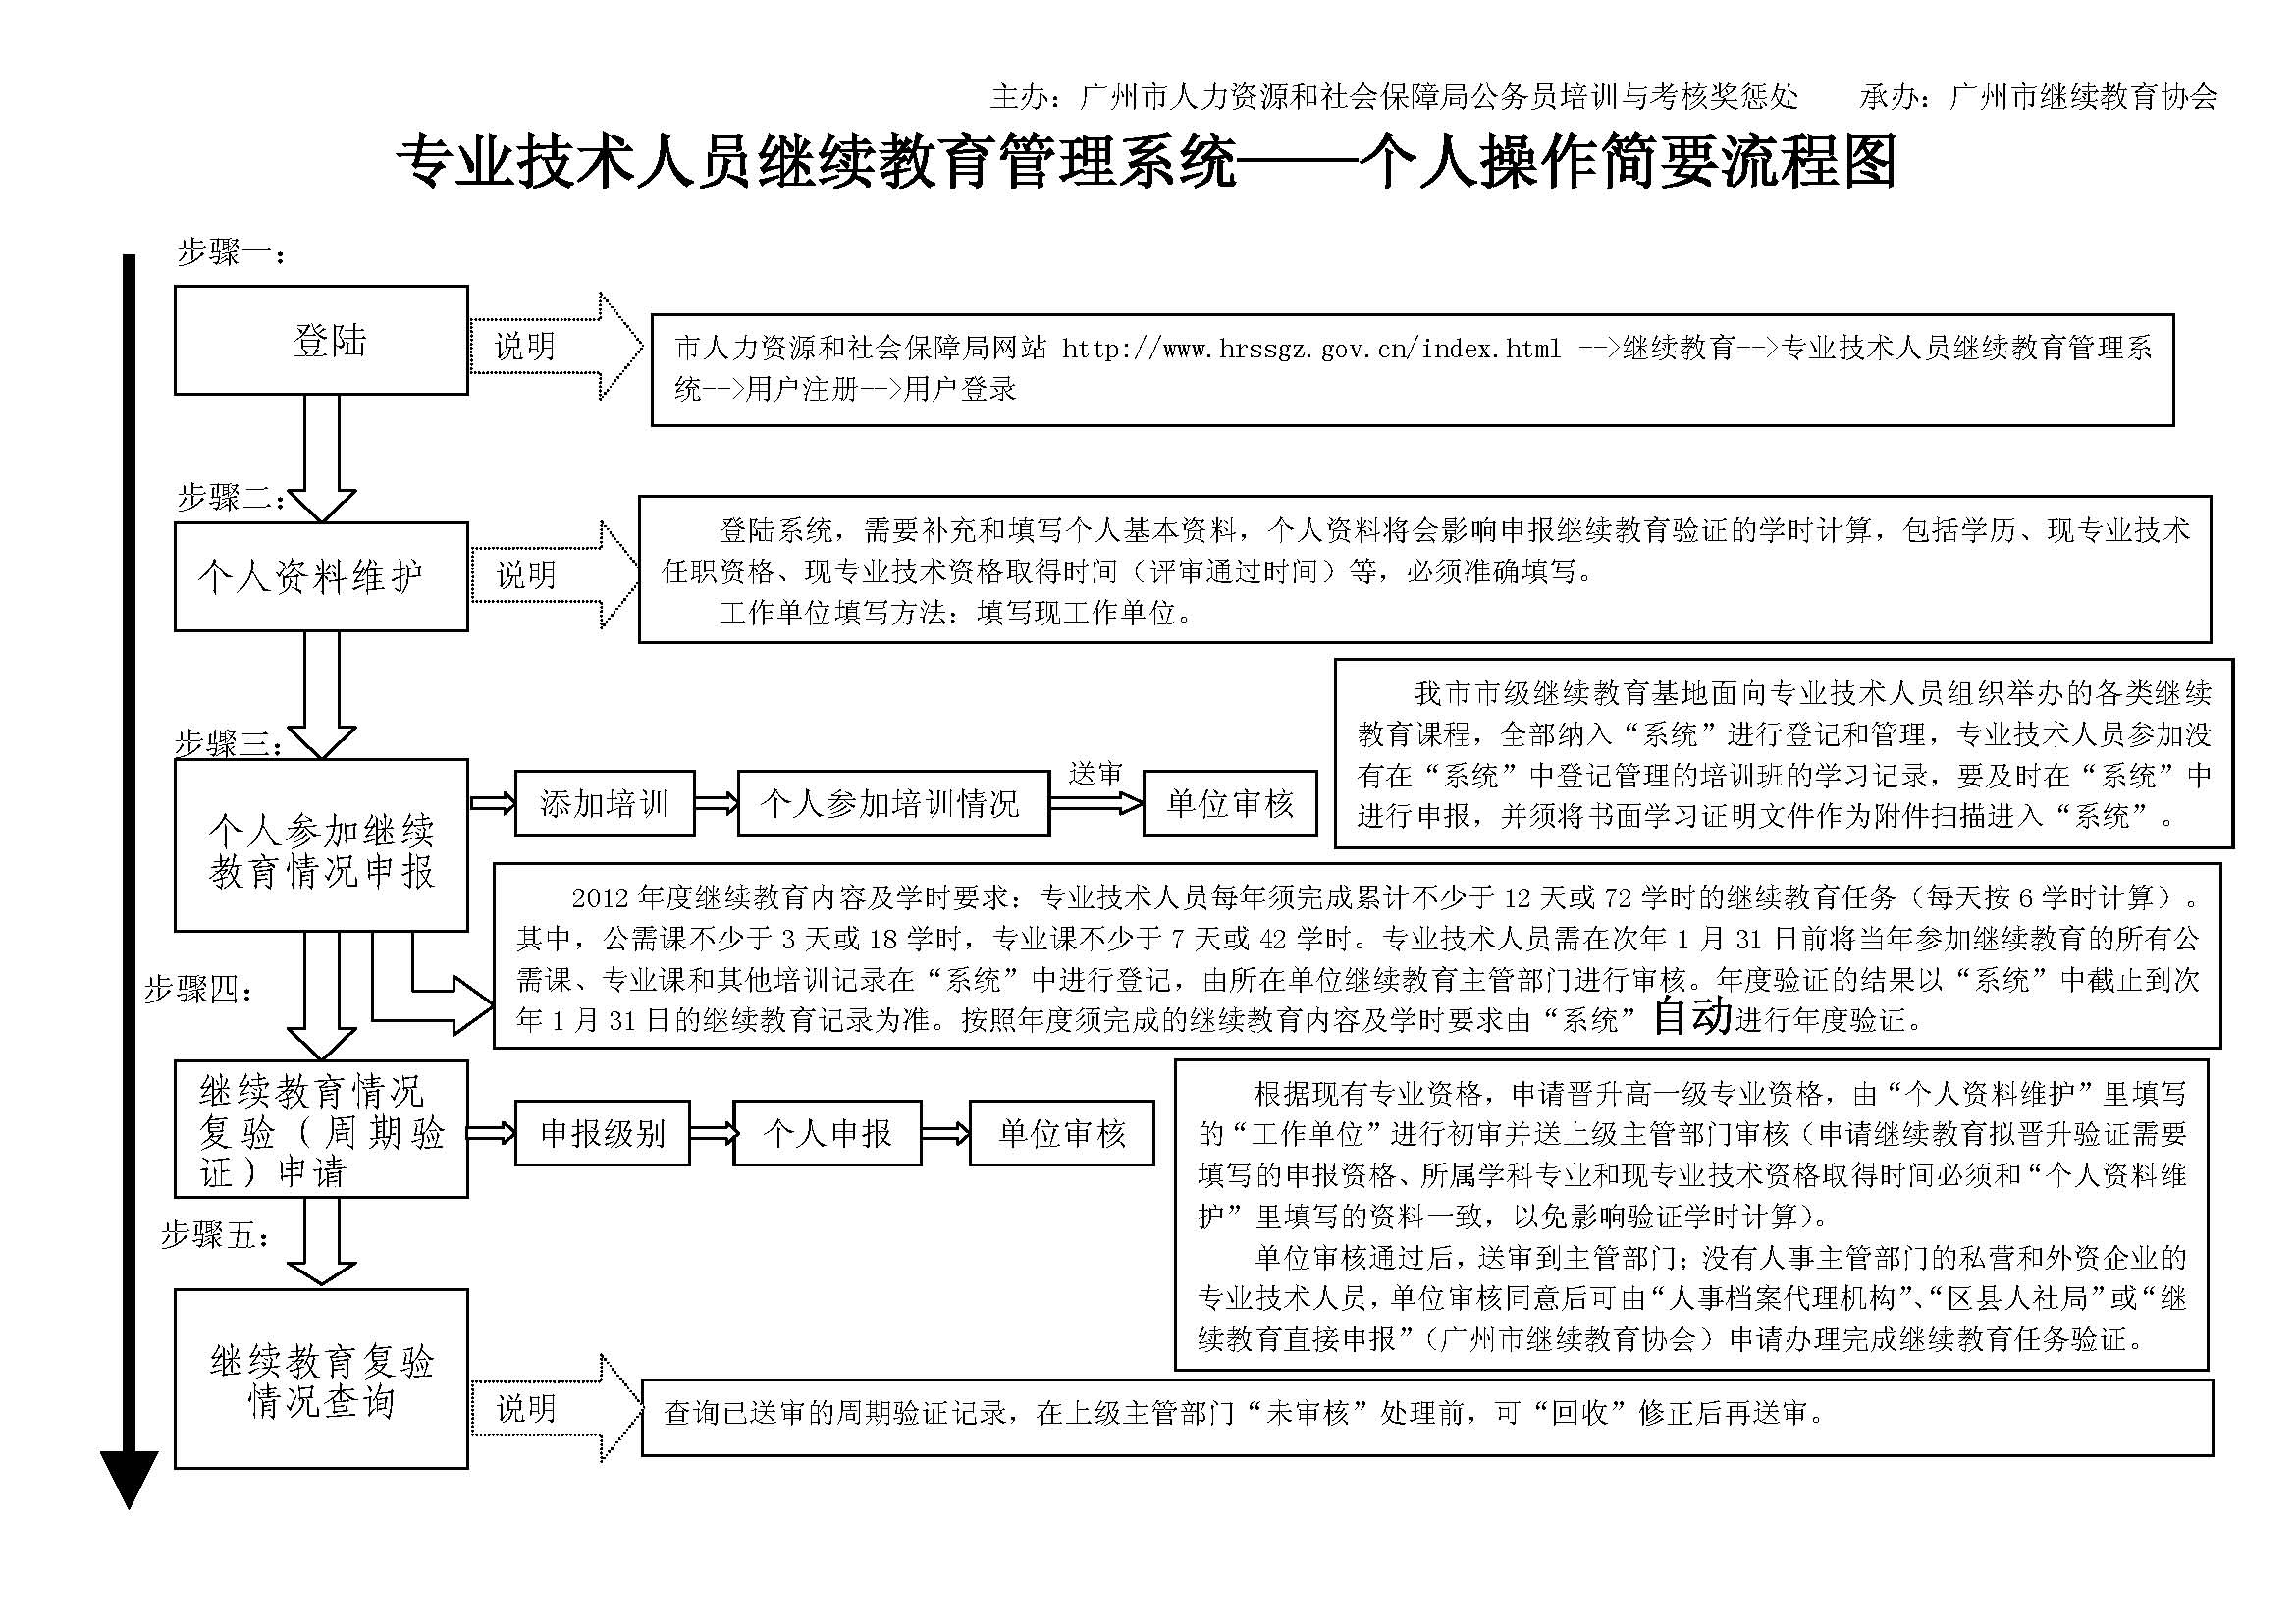 主办：广州市人力资源和社会保障局公务员培训与考核奖惩处　　承办：广州市继续教育协会
专业技术人员继续教育管理系统——个人操作简要流程图
步骤一：
登陆
说明
市人力资源和社会保障局网站 http://www.hrssgz.gov.cn/index.html -->继续教育-->专业技术人员继续教育管理系
统-->用户注册-->用户登录
步骤二：
个人资料维护
说明
登陆系统，需要补充和填写个人基本资料，个人资料将会影响申报继续教育验证的学时计算，包括学历、现专业技术
任职资格、现专业技术资格取得时间（评审通过时间）等，必须准确填写。
工作单位填写方法：填写现工作单位。
步骤三：
个人参加继续
教育情况申报
添加培训
个人参加培训情况
送审
单位审核
我市市级继续教育基地面向专业技术人员组织举办的各类继续
教育课程，全部纳入“系统”进行登记和管理，专业技术人员参加没
有在“系统”中登记管理的培训班的学习记录，要及时在“系统”中
进行申报，并须将书面学习证明文件作为附件扫描进入“系统”。
2012 年度继续教育内容及学时要求：专业技术人员每年须完成累计不少于 12 天或 72 学时的继续教育任务（每天按 6 学时计算）。
其中，公需课不少于 3 天或 18 学时，专业课不少于 7 天或 42 学时。专业技术人员需在次年 1 月 31 日前将当年参加继续教育的所有公
需课、专业课和其他培训记录在“系统”中进行登记，由所在单位继续教育主管部门进行审核。年度验证的结果以“系统”中截止到次
年 1 月 31 日的继续教育记录为准。按照年度须完成的继续教育内容及学时要求由“系统”自动进行年度验证。
步骤四：
继续教育情况
复验（周期验
证）申请
申报级别
个人申报
单位审核
根据现有专业资格，申请晋升高一级专业资格，由“个人资料维护”里填写
的“工作单位”进行初审并送上级主管部门审核（申请继续教育拟晋升验证需要
填写的申报资格、所属学科专业和现专业技术资格取得时间必须和“个人资料维
护”里填写的资料一致，以免影响验证学时计算）。
单位审核通过后，送审到主管部门；没有人事主管部门的私营和外资企业的
专业技术人员，单位审核同意后可由“人事档案代理机构”、“区县人社局”或“继
续教育直接申报”（广州市继续教育协会）申请办理完成继续教育任务验证。
步骤五：
继续教育复验
情况查询
说明
查询已送审的周期验证记录，在上级主管部门“未审核”处理前，可“回收”修正后再送审。